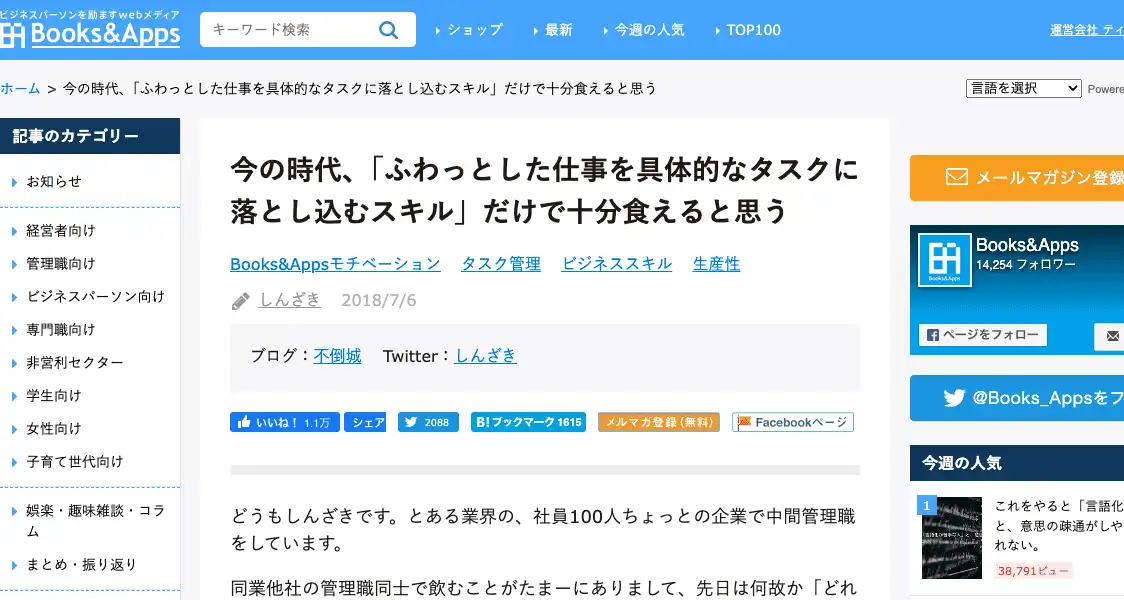 ビジネスパーソンを励ますwebメディア
Books&Apps
キーワード検索
ショップ
最新
今週の人気
TOP100
運営会社 ティ
ホーム > 今の時代、「ふわっとした仕事を具体的なタスクに落とし込むスキル」だけで十分食えると思う
言語を選択
Powere
記事のカテゴリー
お知らせ
経営者向け
管理職向け
ビジネスパーソン向け
専門職向け
非営利セクター
学生向け
女性向け
子育て世代向け
娯楽・趣味雑談・コラ
ム
まとめ・振り返り
今の時代、「ふわっとした仕事を具体的なタスクに
落とし込むスキル」だけで十分食えると思う
Books&Appsモチベーション タスク管理 ビジネススキル 生産性
しんざき 2018/7/6
ブログ：不倒城 Twitter：しんざき
いいね！ 1.1万 シェア 2088 B!ブックマーク 1615 メルマガ登録（無料） Facebookページ
どうもしんざきです。とある業界の、社員100人ちょっとの企業で中間管理職
をしています。
同業他社の管理職同士で飲むことがたまーにありまして、先日は何故か「どれ
メールマガジン登録
Books&Apps
14,254 フォロワー
Books&Apps
ページをフォロー
@Books_Appsをフ
今週の人気
1
これをやると「言語化
と、意思の疎通がしや
れない。
38,791ビュー